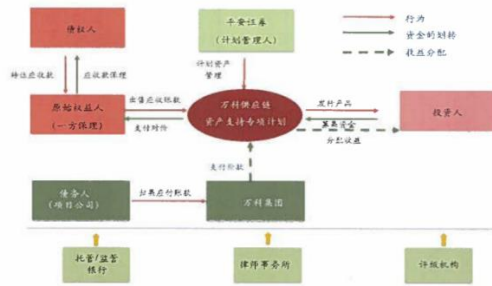 债权人
平安证券
(计划管理人)
行为
资金的划转
收益分配
转让应收款
应收款保理
计划资产
管理
原始权益人
(一方保理)
出售应收账款
支付对价
万科供应链
资产支持专项计划
发行产品
募集资金
分配收益
投资人
支付价款
债务人
(项目公司)
出具应付账款
万科集团
托管/监管
银行
律师事务所
评级机构